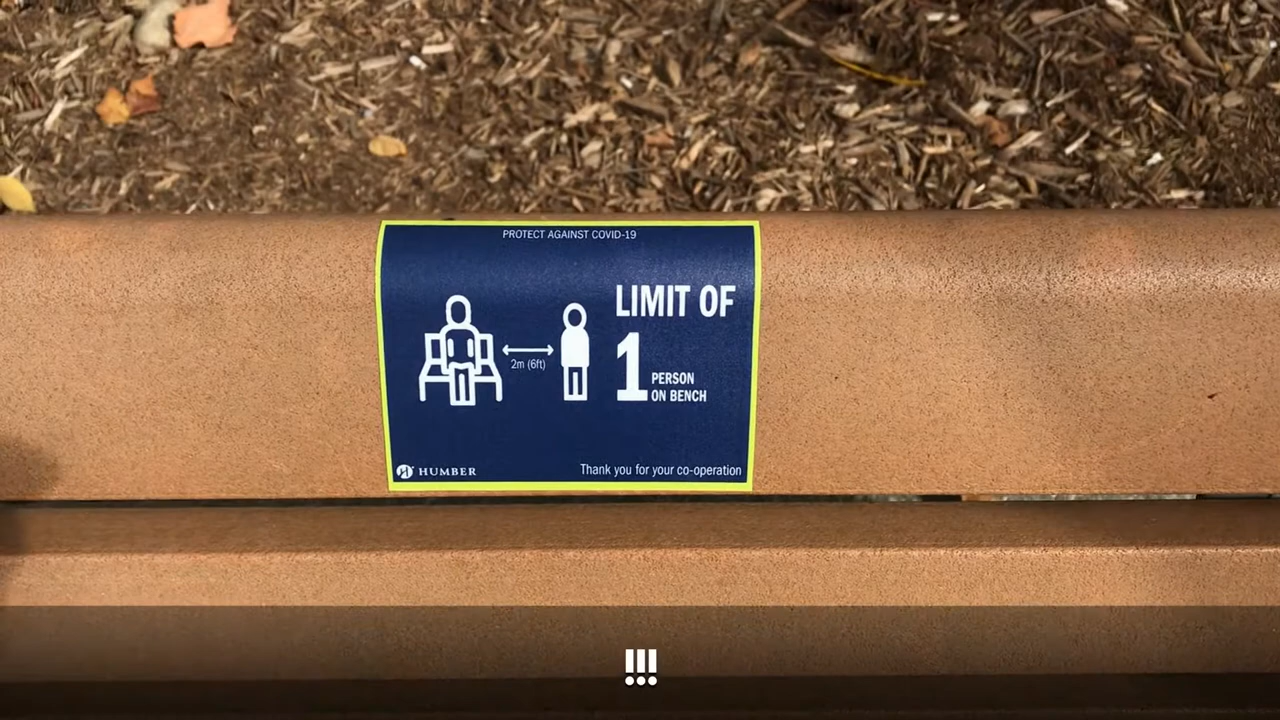 PROTECT AGAINST COVID-19
LIMIT OF
1 PERSON
ON BENCH
2m (6ft)
HUMBER
Thank you for your co-operation
!!!